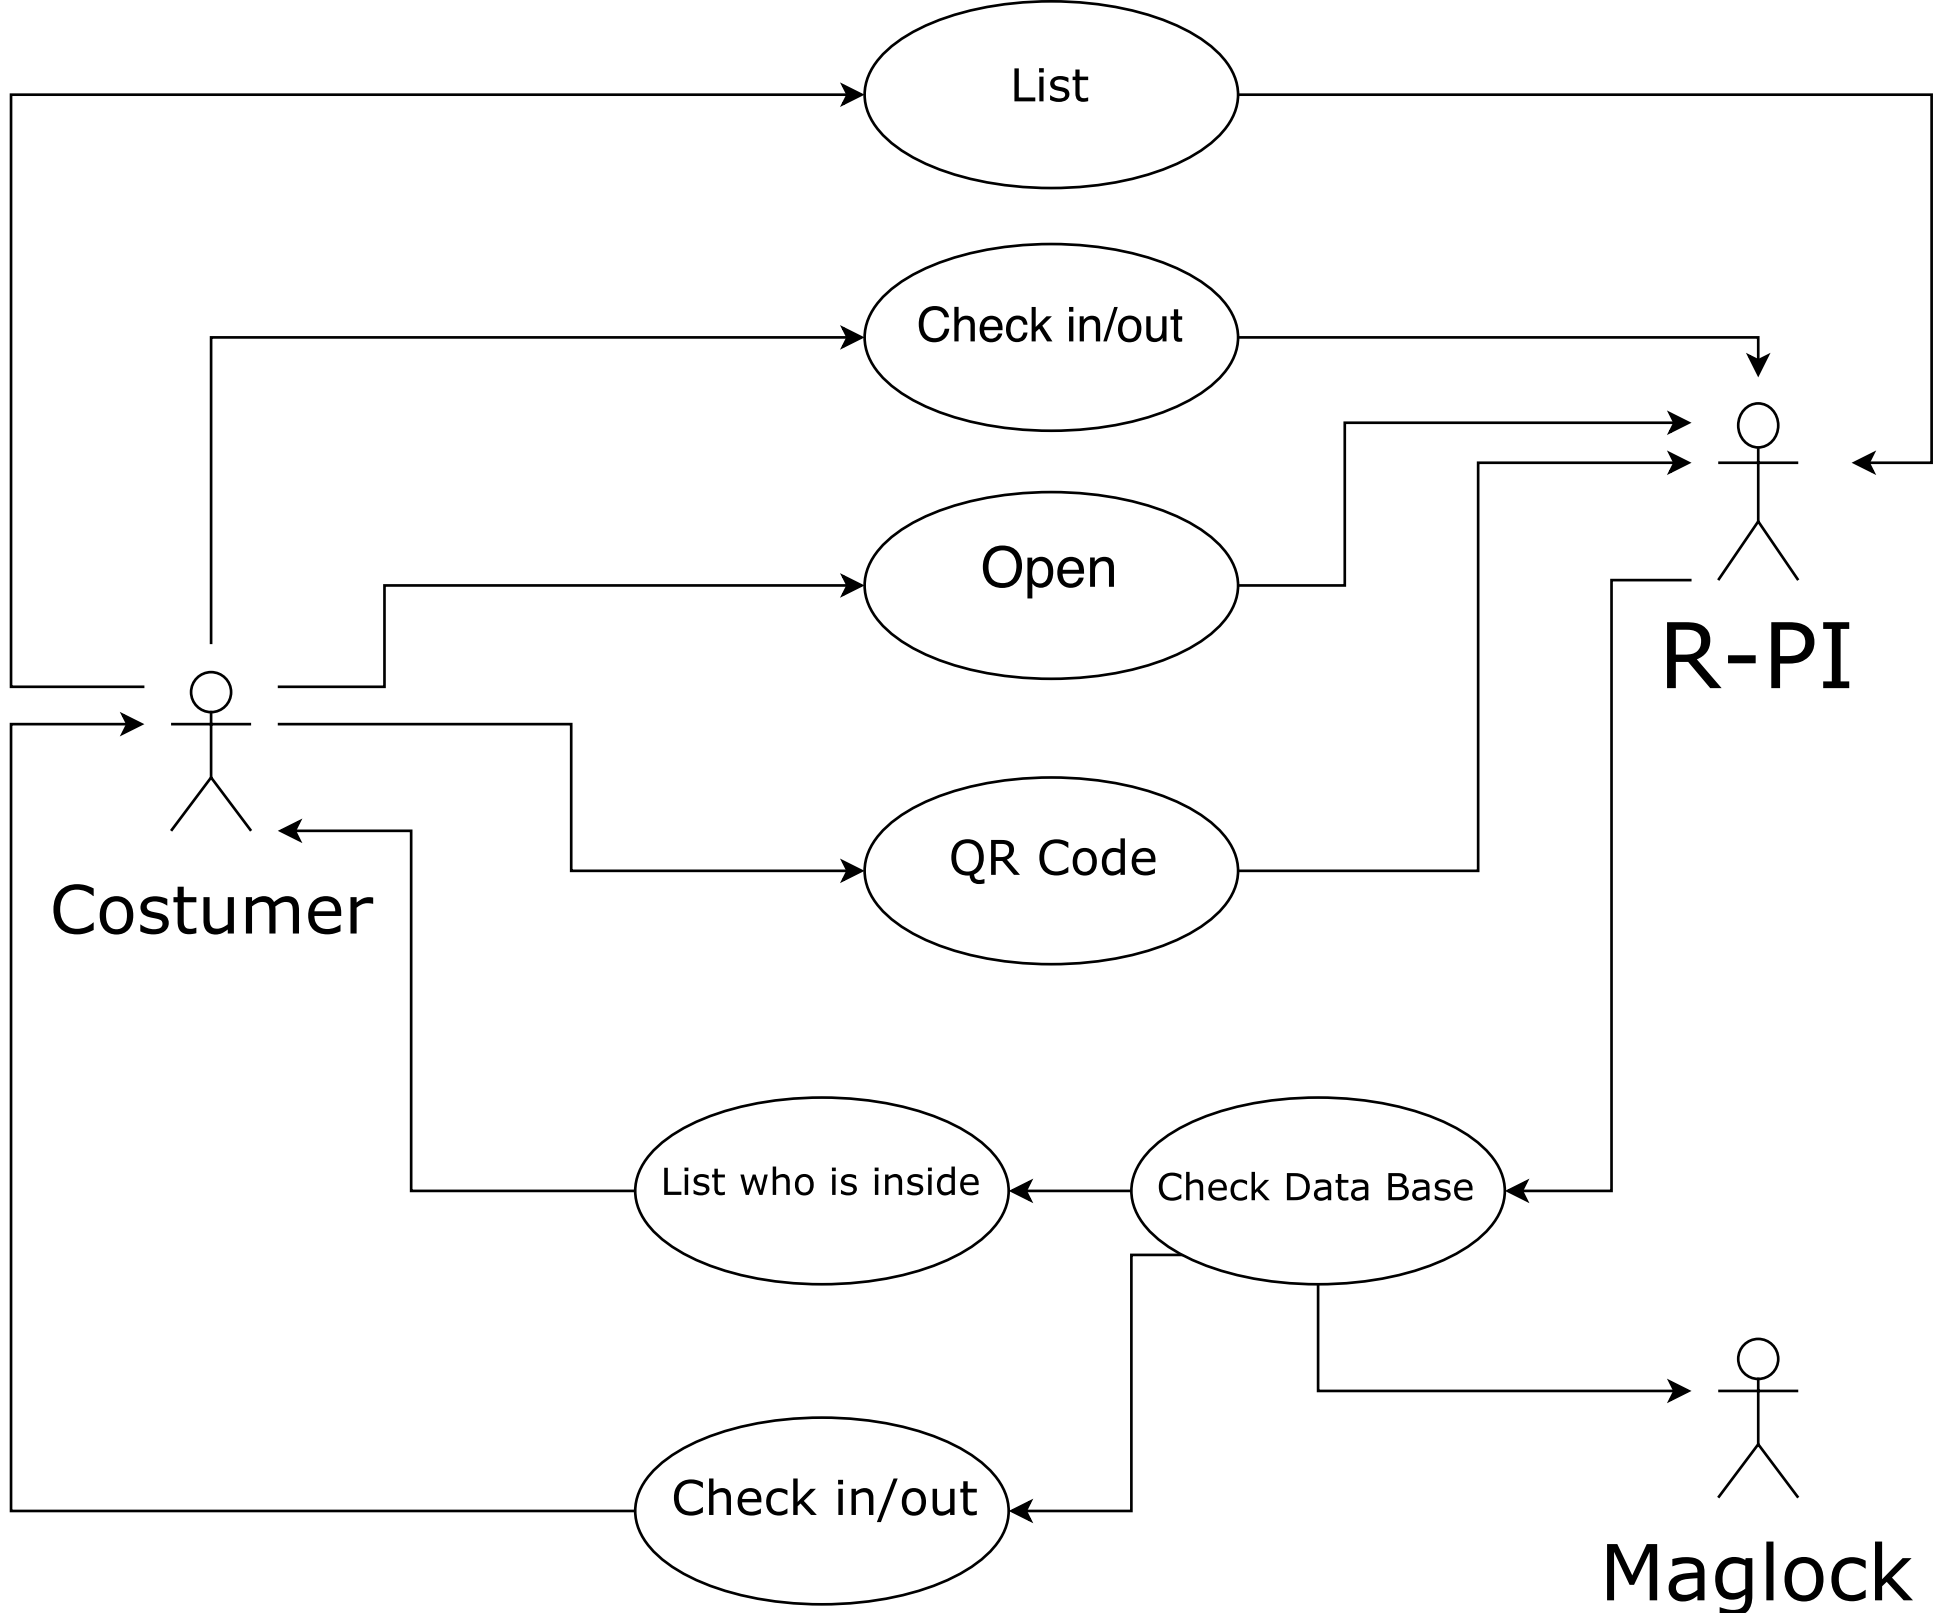 List
Check in/out
Open
R-PI
QR Code
Costumer
List who is inside
Check Data Base
Check in/out
Maglock